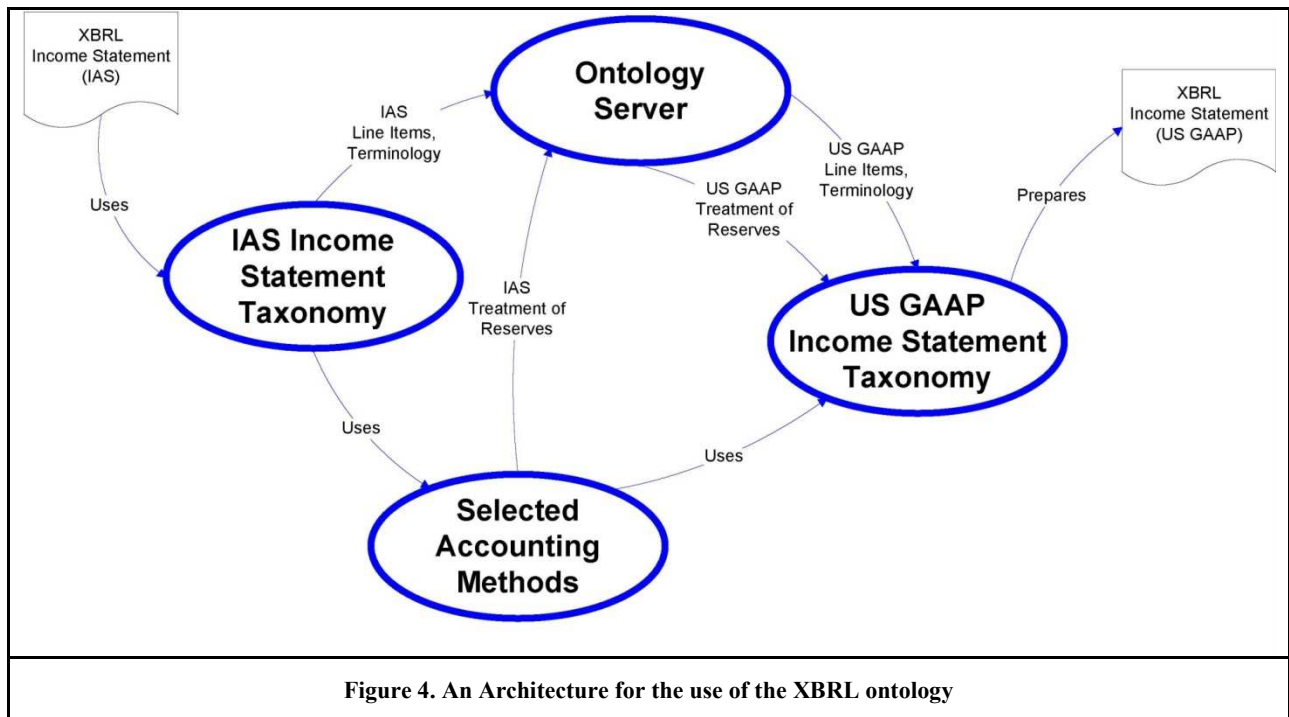 XBRL
Income Statement
(IAS)
Ontology
Server
XBRL
Income Statement
(US GAAP)
IAS
Line Items,
Terminology
US GAAP
Line Items,
Terminology
US GAAP
Treatment of
Reserves
Uses
Prepares
IAS Income
Statement
Taxonomy
IAS
Treatment of
Reserves
US GAAP
Income Statement
Taxonomy
Uses
Uses
Selected
Accounting
Methods
Figure 4. An Architecture for the use of the XBRL ontology